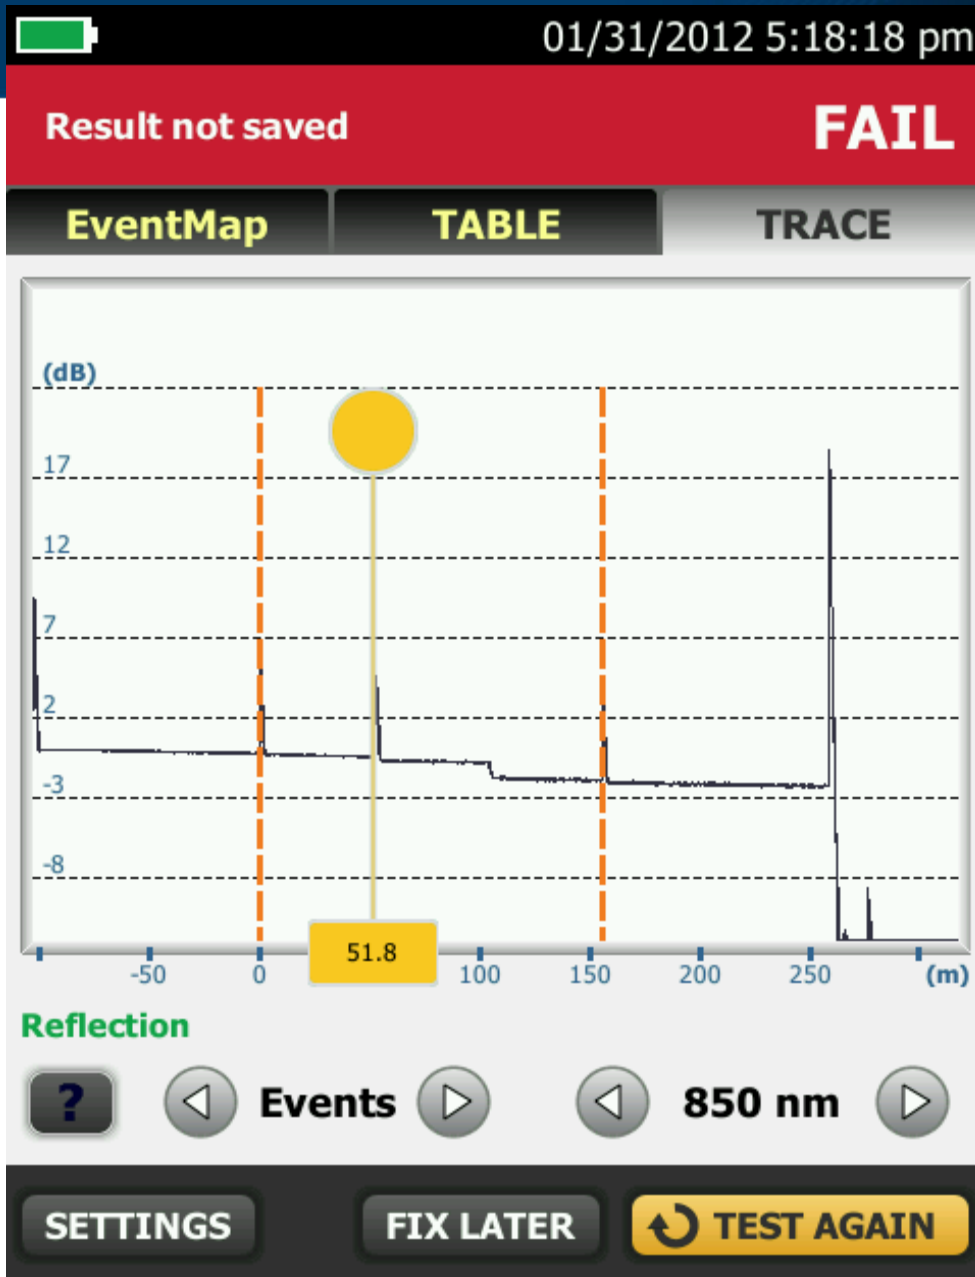 01/31/2012 5:18:18 pm
Result not saved FAIL
EventMap TABLE TRACE
(dB)
17
12
7
2
-3
-8
-50 0 51.8 100 150 200 250 (m)
Reflection
? Events 850 nm
SETTINGS FIX LATER TEST AGAIN